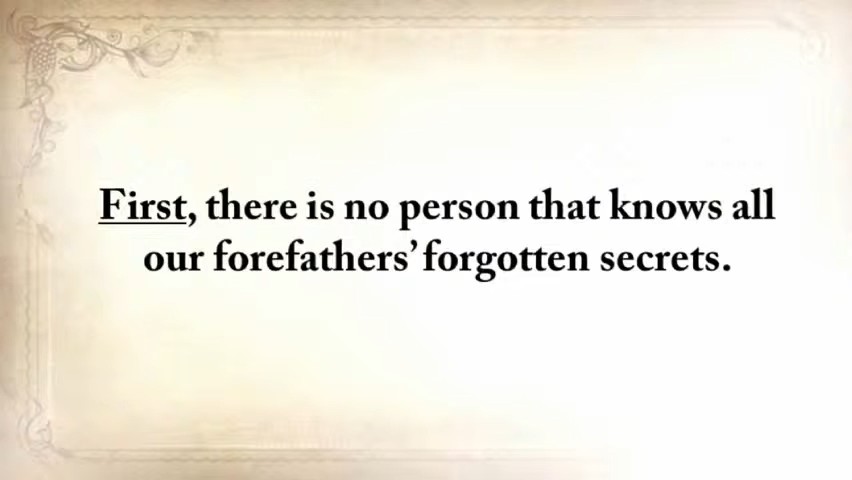 First, there is no person that knows all
our forefathers’ forgotten secrets.